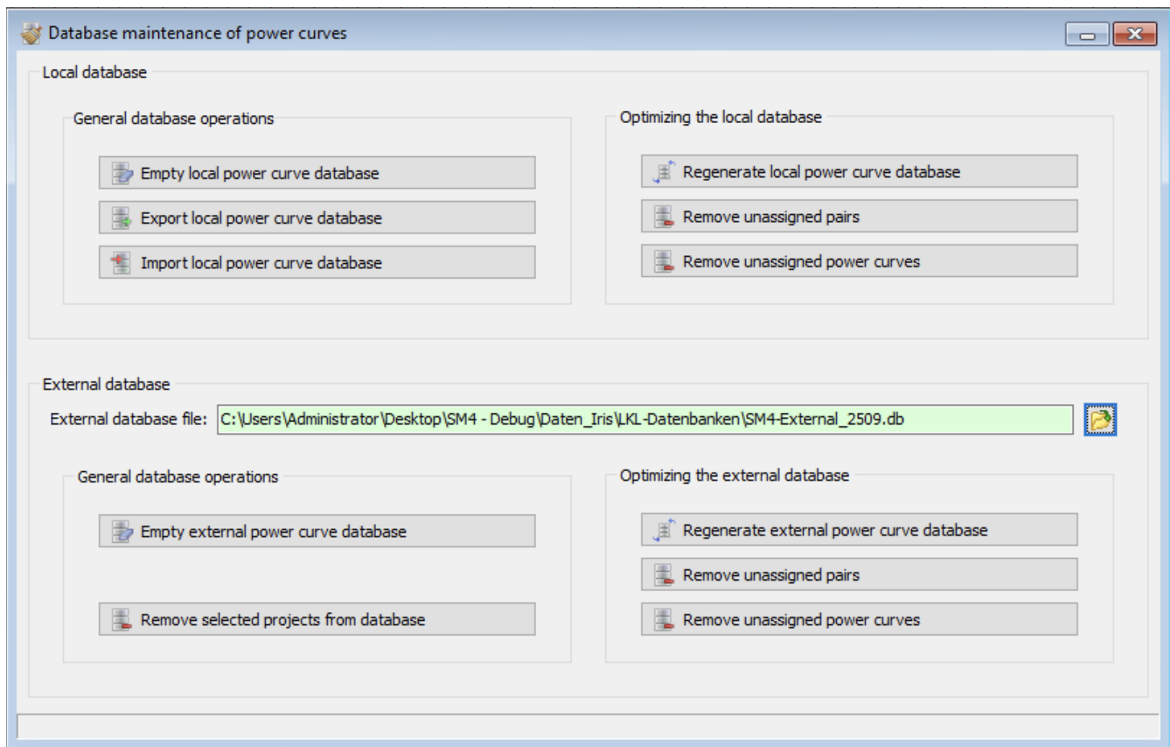 Database maintenance of power curves
Local database
General database operations
Empty local power curve database
Export local power curve database
Import local power curve database
Optimizing the local database
Regenerate local power curve database
Remove unassigned pairs
Remove unassigned power curves
External database
External database file: C:\Users\Administrator\Desktop\SM4 - Debug\Daten_Iris\LKL-Datenbanken\SM4-External_2509.db
General database operations
Empty external power curve database
Remove selected projects from database
Optimizing the external database
Regenerate external power curve database
Remove unassigned pairs
Remove unassigned power curves